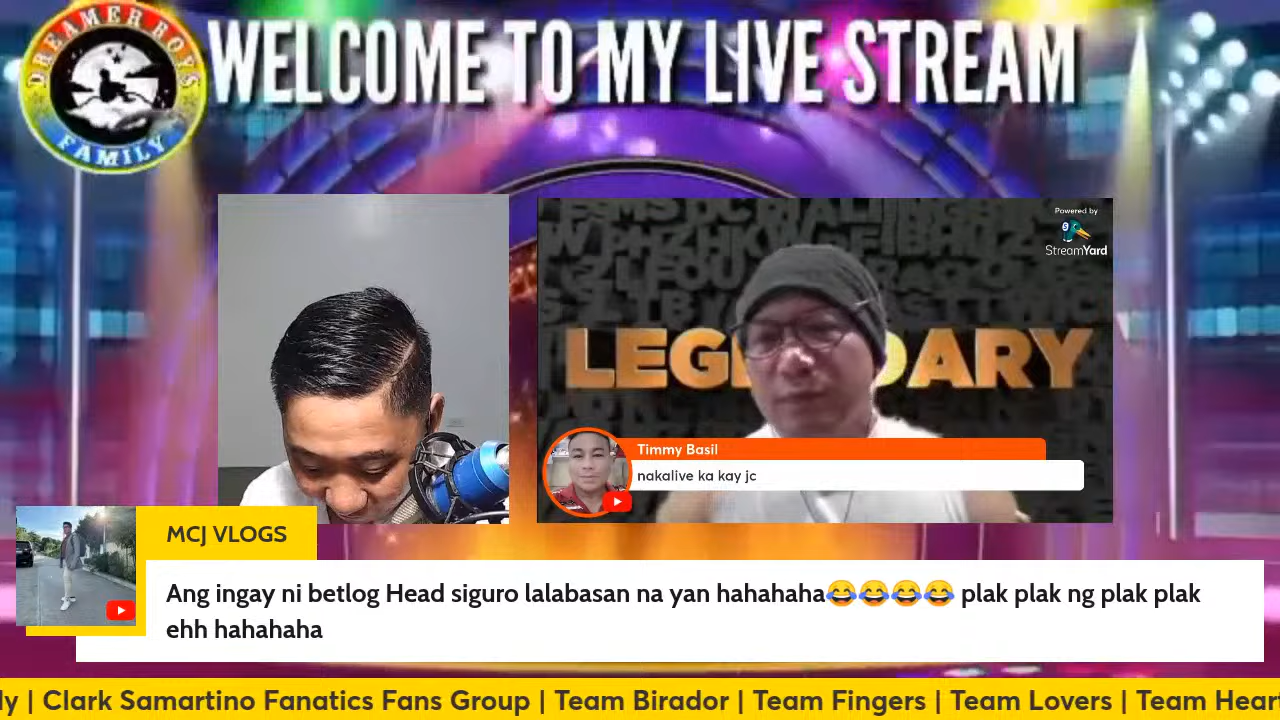 DREAMER BOYS
FAMILY
WELCOME TO MY LIVE STREAM
Powered by
StreamYard
LEG
DARY
Timmy Basil
nakalive ka kay jc
MCJ VLOGS
Ang ingay ni betlog Head siguro lalabasan na yan hahahaha😂😂😂😂 plak plak ng plak plak
ehh hahahaha
ly | Clark Samartino Fanatics Fans Group | Team Birador | Team Fingers | Team Lovers | Team Hear